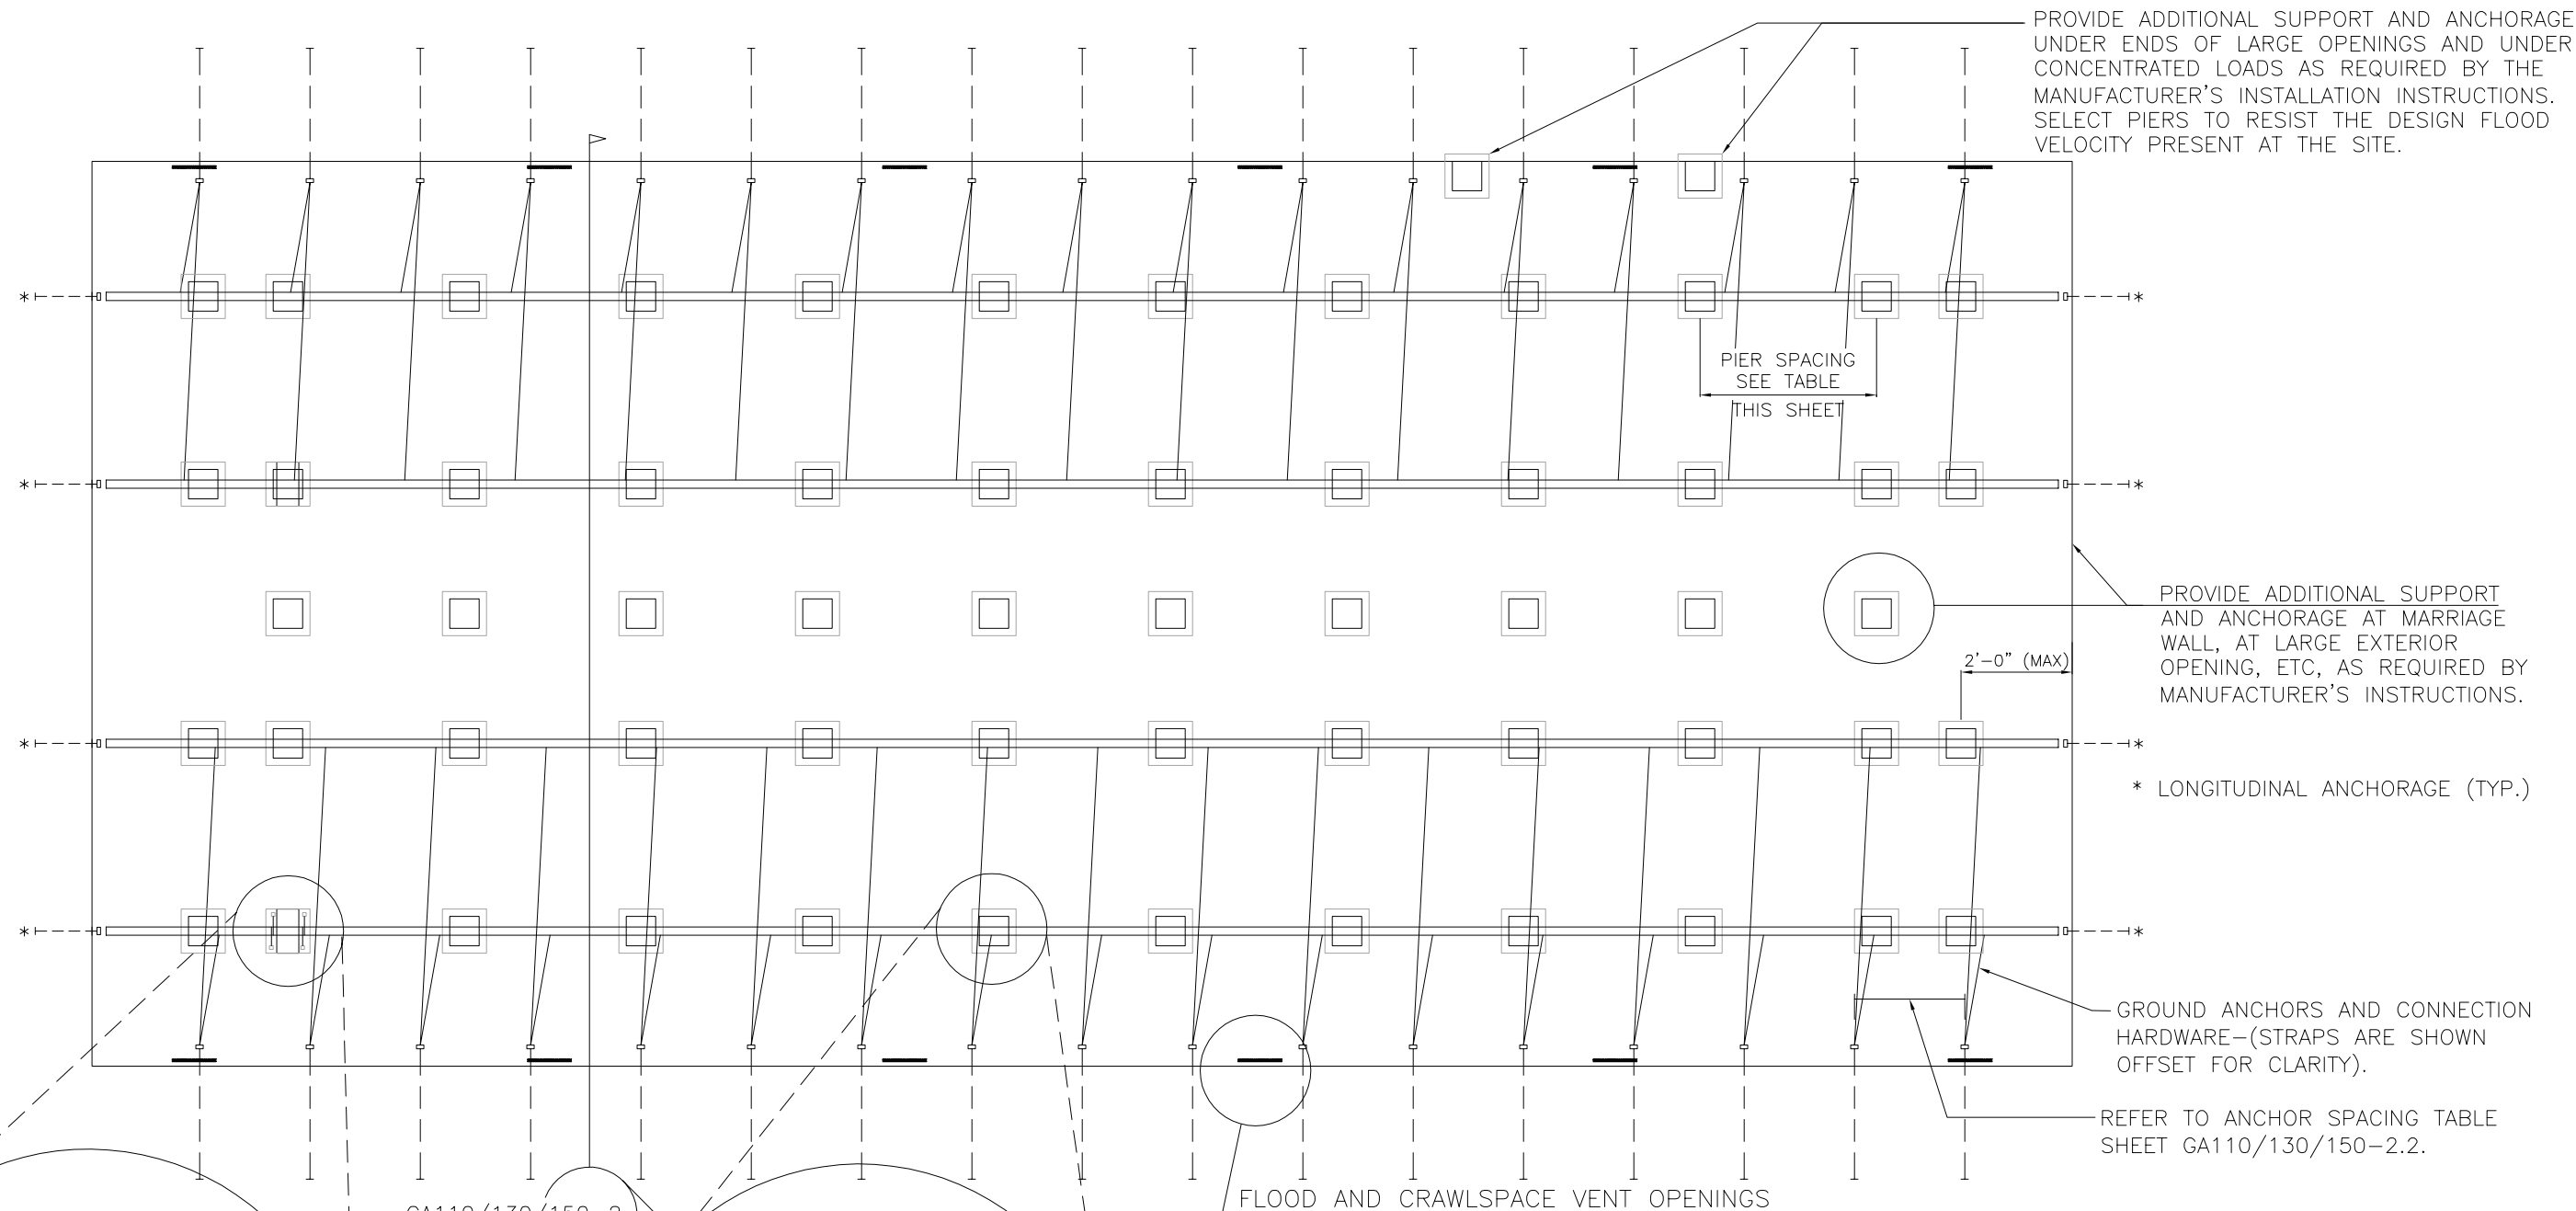 PROVIDE ADDITIONAL SUPPORT AND ANCHORAGE
UNDER ENDS OF LARGE OPENINGS AND UNDER
CONCENTRATED LOADS AS REQUIRED BY THE
MANUFACTURER'S INSTALLATION INSTRUCTIONS.
SELECT PIERS TO RESIST THE DESIGN FLOOD
VELOCITY PRESENT AT THE SITE.
*
*
PIER SPACING
SEE TABLE
THIS SHEET
*
*
PROVIDE ADDITIONAL SUPPORT
AND ANCHORAGE AT MARRIAGE
WALL, AT LARGE EXTERIOR
OPENING, ETC, AS REQUIRED BY
MANUFACTURER'S INSTRUCTIONS.
2'-0" (MAX)
*
*
* LONGITUDINAL ANCHORAGE (TYP.)
*
*
GROUND ANCHORS AND CONNECTION
HARDWARE-(STRAPS ARE SHOWN
OFFSET FOR CLARITY).
REFER TO ANCHOR SPACING TABLE
SHEET GA110/130/150-2.2.
FLOOD AND CRAWLSPACE VENT OPENINGS